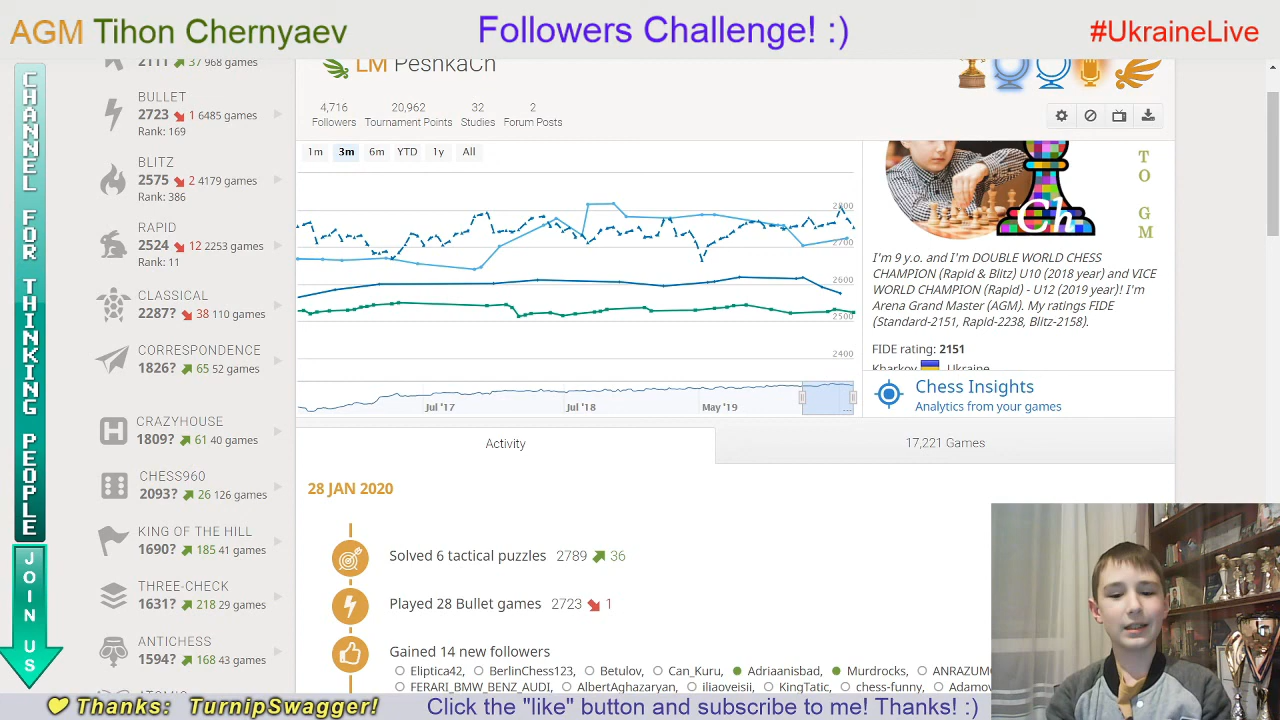 AGM Tihon Chernyaev
Followers Challenge! :)
#UkraineLive
CHANNEL FOR THINKING PEOPLE
JOIN US
2111 37 968 games
BULLET
2723 1 6485 games
Rank: 169
BLITZ
2575 2 4179 games
Rank: 386
RAPID
2524 12 2253 games
Rank: 11
CLASSICAL
2287? 38 110 games
CORRESPONDENCE
1826? 65 52 games
CRAZYHOUSE
1809? 61 40 games
CHESS960
2093? 26 126 games
KING OF THE HILL
1690? 185 41 games
THREE-CHECK
1631? 218 29 games
ANTICHESS
1594? 168 43 games
LM PeshkaCh
4,716 20,962 32 2
Followers Tournament Points Studies Forum Posts
1m 3m 6m YTD 1y All
2800
2700
2600
2500
2400
Jul '17 Jul '18 May '19
TO GM
Ch
I'm 9 y.o. and I'm DOUBLE WORLD CHESS
CHAMPION (Rapid & Blitz) U10 (2018 year) and VICE
WORLD CHAMPION (Rapid) - U12 (2019 year)! I'm
Arena Grand Master (AGM). My ratings FIDE
(Standard-2151, Rapid-2238, Blitz-2158).
FIDE rating: 2151
Kharkov Ukraine
Chess Insights
Analytics from your games
Activity
17,221 Games
28 JAN 2020
Solved 6 tactical puzzles 2789 36
Played 28 Bullet games 2723 1
Gained 14 new followers
Eliptica42, BerlinChess123, Betulov, Can_Kuru, Adriaanisbad, Murdrocks,
FERARI_BMW_BENZ_AUDI, AlbertAghazaryan, iliaoveisii, KingTatic, chess-funny,
Thanks: TurnipSwagger!
Click the "like" button and subscribe to me! Thanks! :)